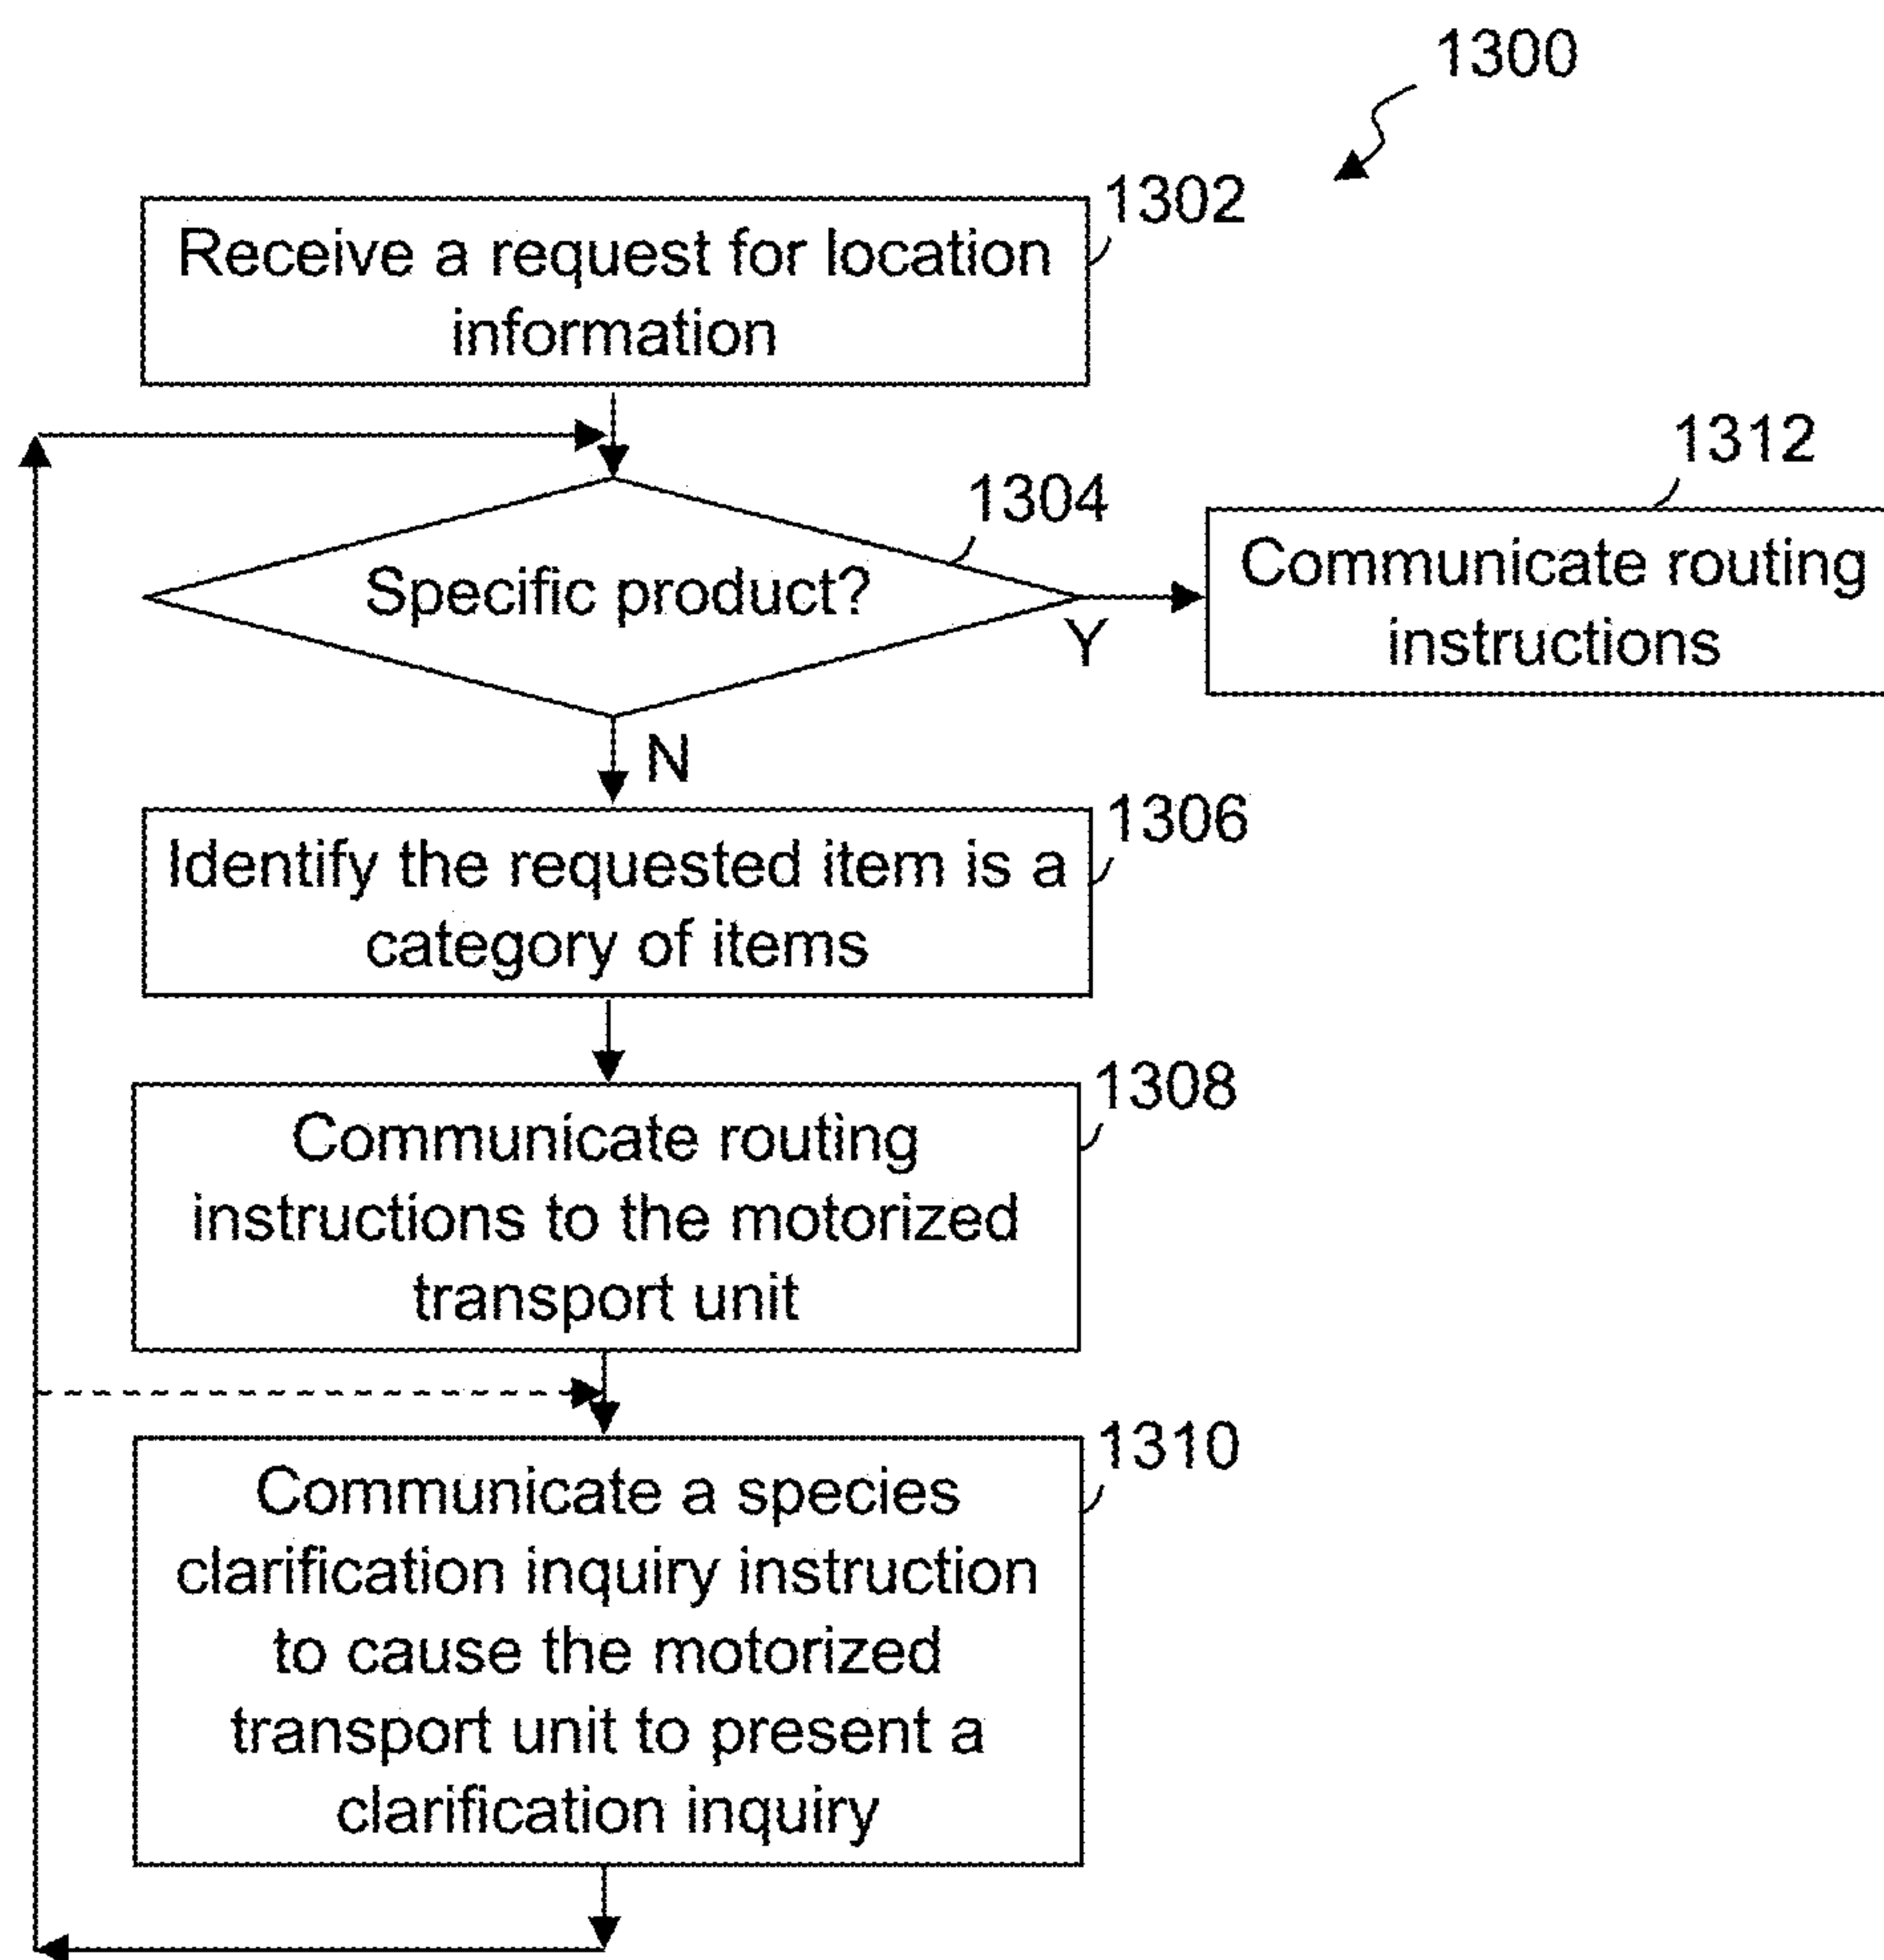 1300
1302
Receive a request for location
information
1304
Specific product?
Y
N
1312
Communicate routing
instructions
1306
Identify the requested item is a
category of items
1308
Communicate routing
instructions to the motorized
transport unit
1310
Communicate a species
clarification inquiry instruction
to cause the motorized
transport unit to present a
clarification inquiry